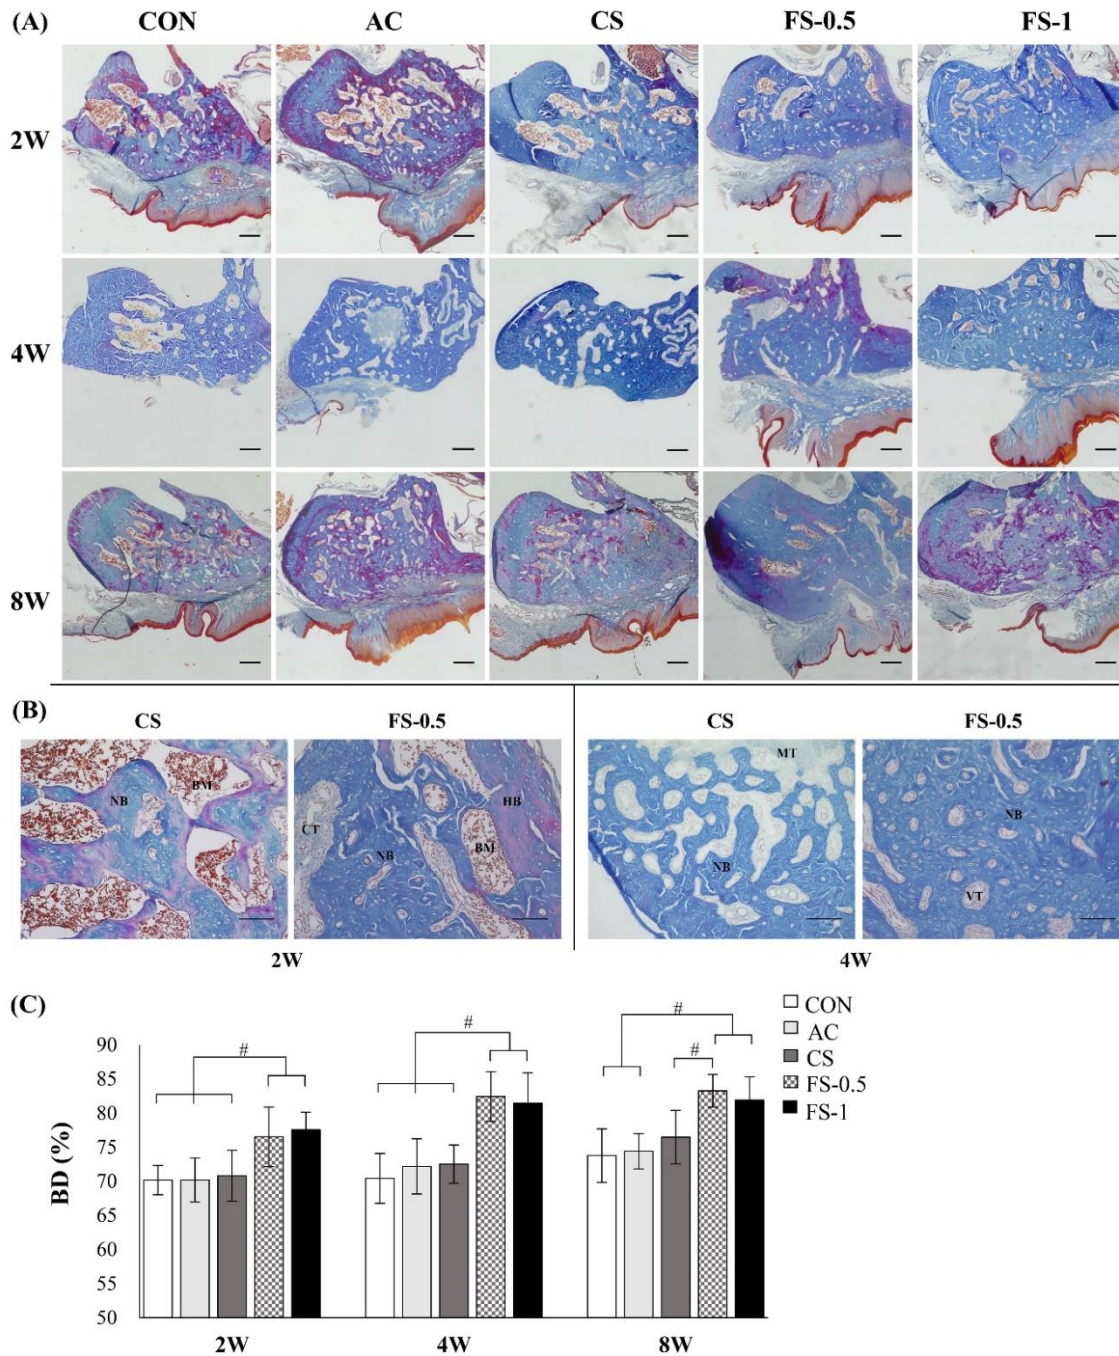 (A) CON AC CS FS-0.5 FS-1
2W
4W
8W
(B)
CS FS-0.5 CS FS-0.5
NB BM CT NB HB BM MT NB NB VT
2W 4W
(C)
# # # #
CON
AC
CS
FS-0.5
FS-1
BD (%)
90
85
80
75
70
65
60
55
50
2W 4W 8W